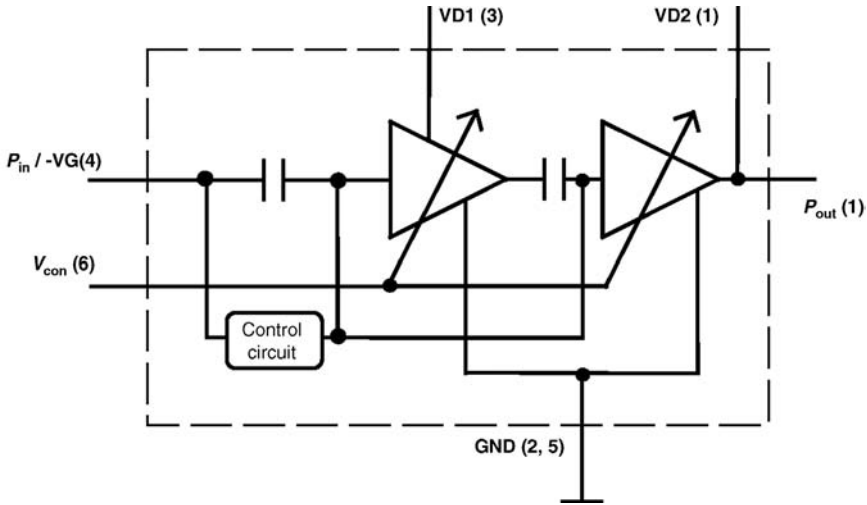 VD1 (3)
VD2 (1)
Pin / -VG(4)
Pout (1)
Vcon (6)
Control
circuit
GND (2, 5)